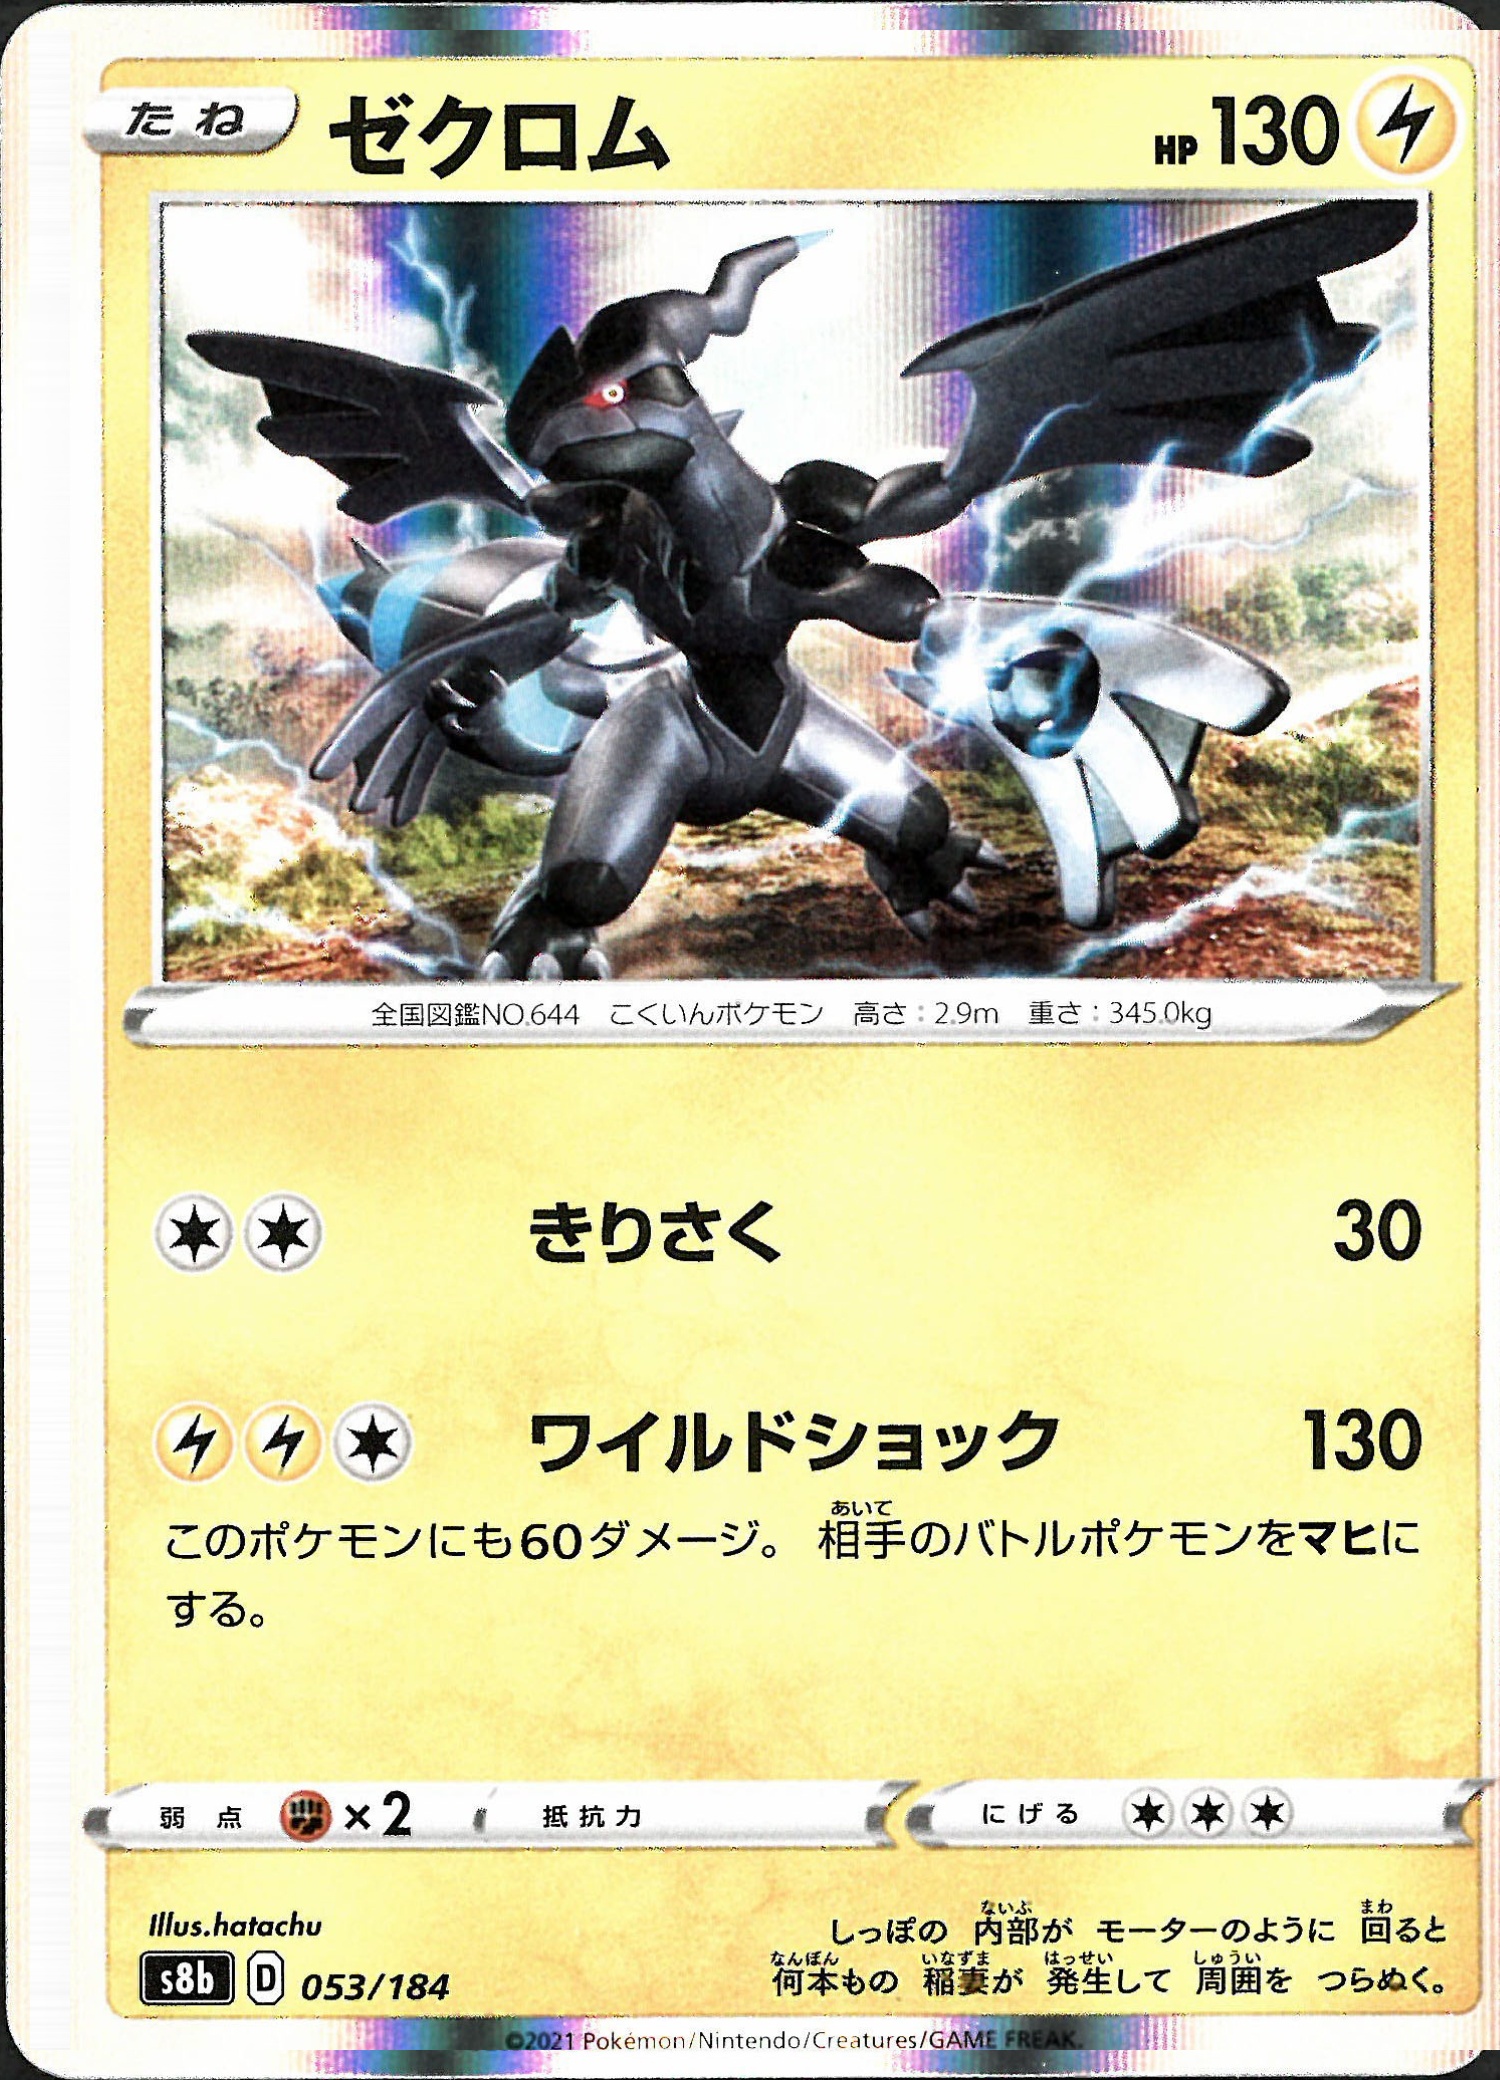 たね ゼクロム HP130
全国図鑑NO.644 こくいんポケモン 高さ:2.9m 重さ:345.0kg
きりさく 30
ワイルドショック 130
このポケモンにも60ダメージ。相手のバトルポケモンをマヒに
あいて
する。
弱点 ×2 抵抗力 にげる
Illus.hatachu
s8b D 053/184
ないぶ まわ
しっぽの 内部が モーターのように 回ると
なんぼん いなずま はっせい しゅうい
何本もの 稲妻が 発生して 周囲を つらぬく。
©2021 Pokémon/Nintendo/Creatures/GAME FREAK.